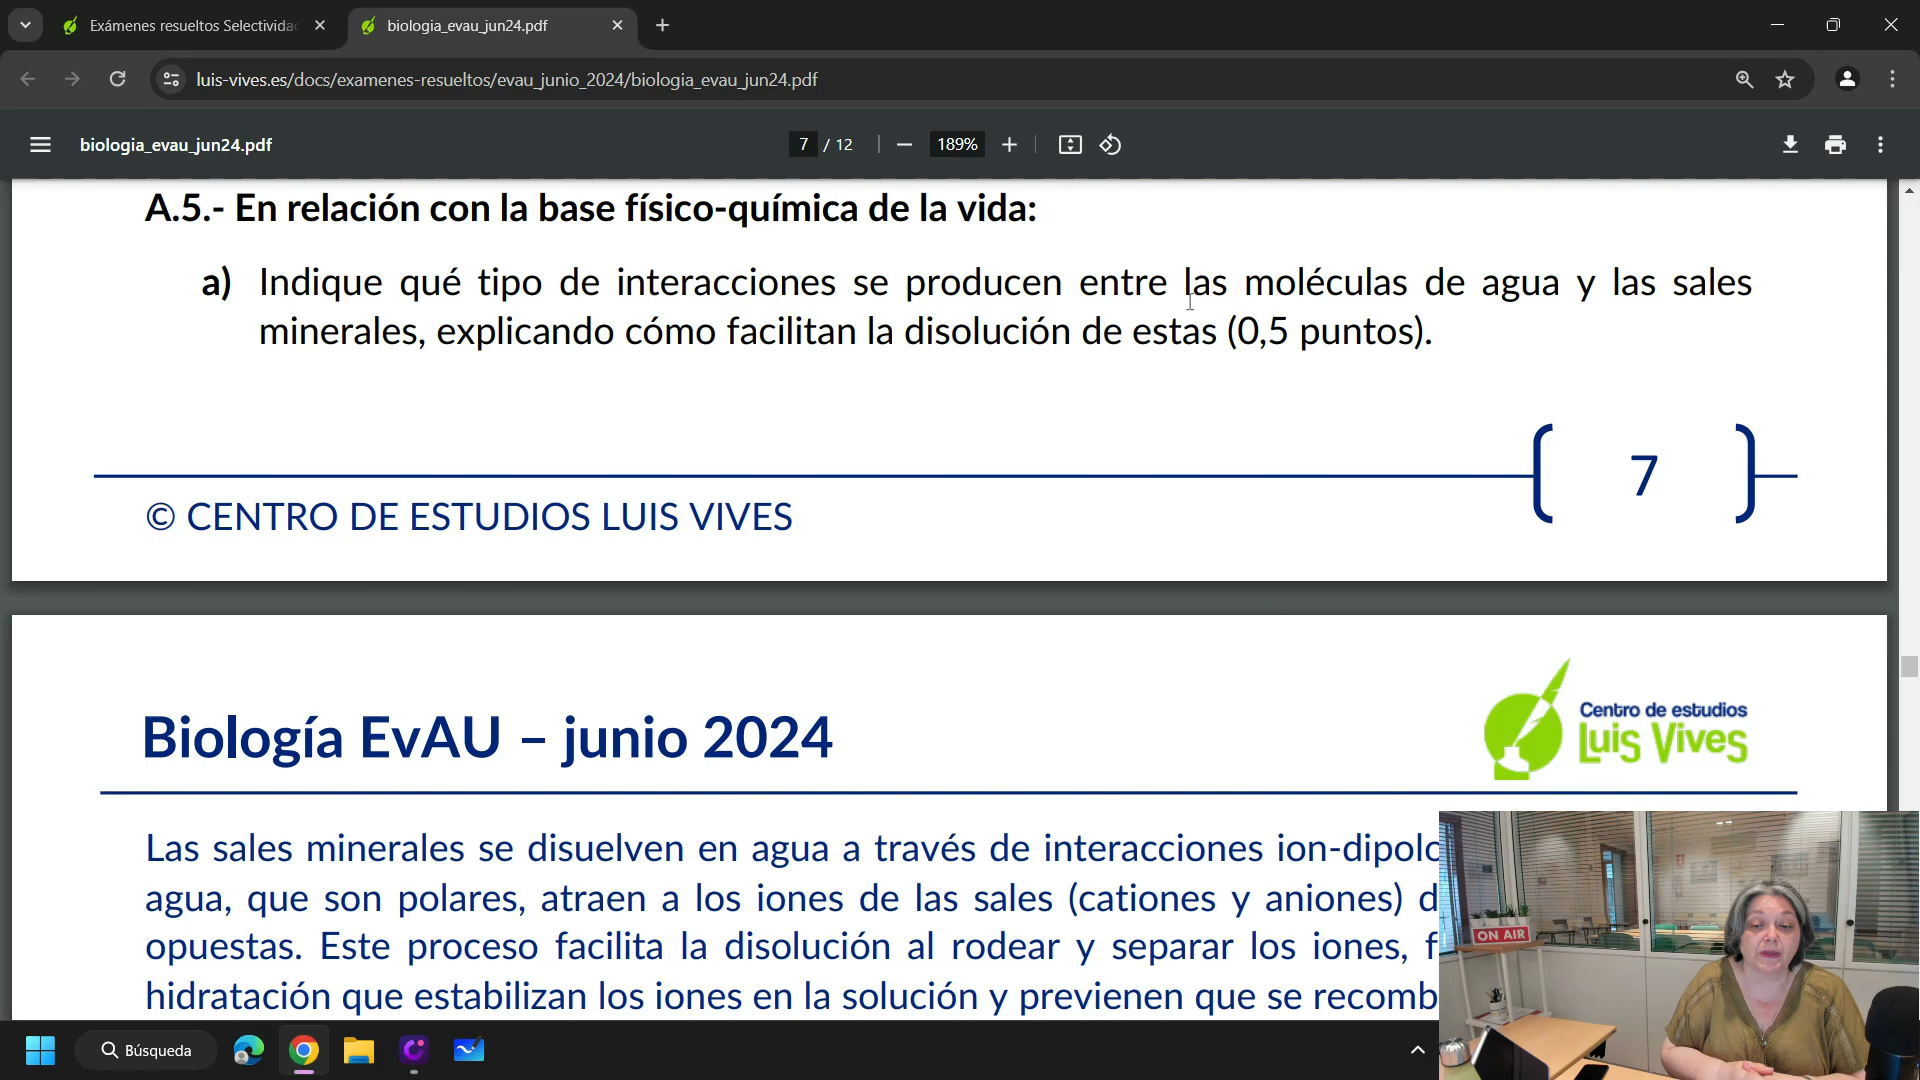 Exámenes resueltos Selectivida
biologia_evau_jun24.pdf
luis-vives.es/docs/examenes-resueltos/evau_junio_2024/biologia_evau_jun24.pdf
biologia_evau_jun24.pdf
7 / 12
189%
A.5.- En relación con la base físico-química de la vida:
a) Indique qué tipo de interacciones se producen entre las moléculas de agua y las sales
minerales, explicando cómo facilitan la disolución de estas (0,5 puntos).
7
© CENTRO DE ESTUDIOS LUIS VIVES
Biología EvAU – junio 2024
Centro de estudios
Luis Vives
Las sales minerales se disuelven en agua a través de interacciones ion-dipolo
agua, que son polares, atraen a los iones de las sales (cationes y aniones) d
opuestas. Este proceso facilita la disolución al rodear y separar los iones, f
hidratación que estabilizan los iones en la solución y previenen que se recomb
ON AIR
Búsqueda